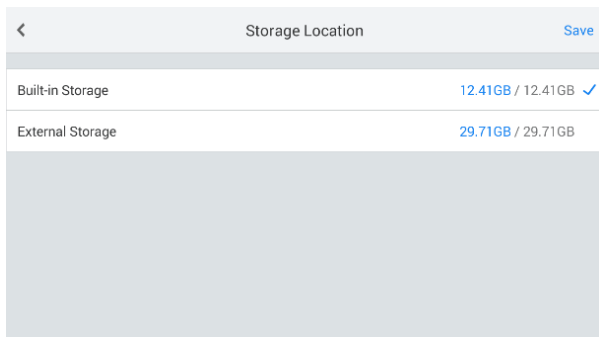 Storage Location Save
Built-in Storage 12.41GB / 12.41GB
External Storage 29.71GB / 29.71GB